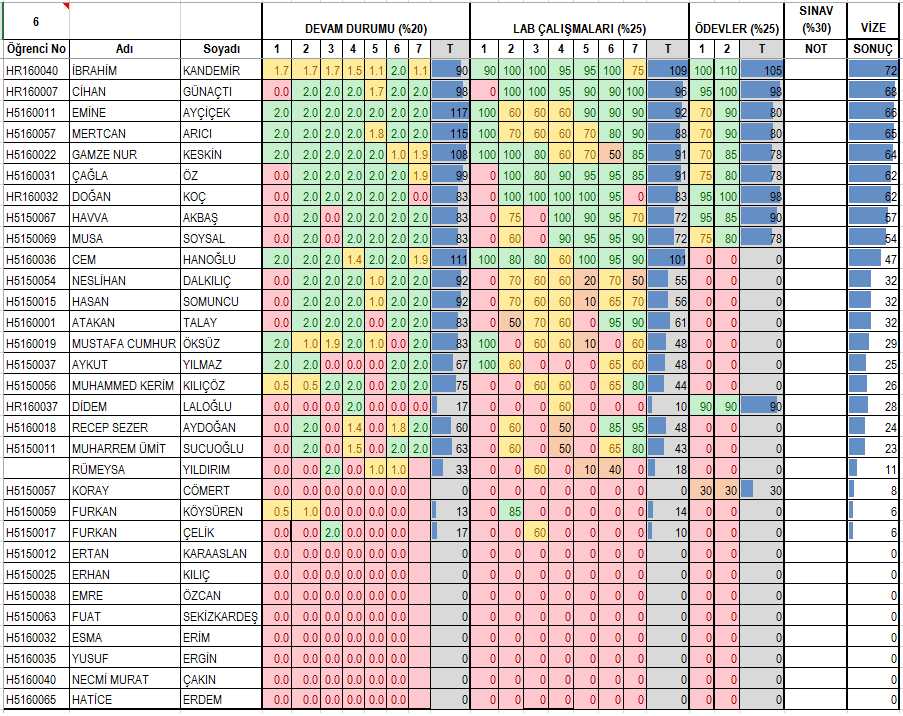 6 DEVAM DURUMU (%20) LAB ÇALIŞMALARI (%25) ÖDEVLER (%25) SINAV (%30) VİZE
Öğrenci No Adı Soyadı 1 2 3 4 5 6 7 T 1 2 3 4 5 6 7 T 1 2 T NOT SONUÇ
HR160040 İBRAHİM KANDEMİR 1.7 1.7 1.7 1.5 1.1 2.0 1.1 90 90 100 100 95 95 100 75 109 100 110 105 72
HR160007 CİHAN GÜNAÇTI 0.0 2.0 2.0 2.0 1.7 2.0 2.0 98 0 100 100 95 90 90 100 96 95 100 98 68
H5160011 EMİNE AYÇİÇEK 2.0 2.0 2.0 2.0 2.0 2.0 2.0 117 100 60 60 60 90 90 90 92 70 90 80 66
H5160057 MERTCAN ARICI 2.0 2.0 2.0 2.0 1.8 2.0 2.0 115 100 70 60 60 70 80 90 88 70 90 80 65
H5160022 GAMZE NUR KESKİN 2.0 2.0 2.0 2.0 2.0 1.0 1.9 108 100 100 80 60 70 50 85 91 70 85 78 64
H5160031 ÇAĞLA ÖZ 0.0 2.0 2.0 2.0 2.0 2.0 1.9 99 0 100 80 90 95 95 85 91 75 80 78 62
HR160032 DOĞAN KOÇ 0.0 2.0 2.0 2.0 2.0 2.0 0.0 83 0 100 100 100 100 95 0 83 95 100 98 62
H5150067 HAVVA AKBAŞ 0.0 2.0 0.0 2.0 2.0 2.0 2.0 83 0 75 0 100 90 95 70 72 95 85 90 57
H5150069 MUSA SOYSAL 0.0 2.0 0.0 2.0 2.0 2.0 2.0 83 0 60 0 90 95 95 90 72 75 80 78 54
H5160036 CEM HANOĞLU 2.0 2.0 2.0 1.4 2.0 2.0 1.9 111 100 80 80 60 100 95 90 101 0 0 0 47
H5150054 NESLİHAN DALKILIÇ 0.0 2.0 2.0 2.0 1.0 2.0 2.0 92 0 70 60 60 20 70 50 55 0 0 0 32
H5150015 HASAN SOMUNCU 0.0 2.0 2.0 2.0 1.0 2.0 2.0 92 0 70 60 60 10 65 70 56 0 0 0 32
H5160001 ATAKAN TALAY 0.0 2.0 2.0 2.0 0.0 2.0 2.0 83 0 50 70 60 0 95 90 61 0 0 0 32
H5160019 MUSTAFA CUMHUR ÖKSÜZ 2.0 1.0 1.9 2.0 1.0 0.0 2.0 83 100 0 60 60 10 0 60 48 0 0 0 29
H5150037 AYKUT YILMAZ 2.0 2.0 0.0 0.0 0.0 2.0 2.0 67 100 60 0 0 0 65 60 48 0 0 0 25
H5150056 MUHAMMED KERİM KILIÇÖZ 0.5 0.5 2.0 2.0 0.0 2.0 2.0 75 0 0 60 60 0 65 80 44 0 0 0 26
HR160037 DİDEM LALOĞLU 0.0 0.0 0.0 2.0 0.0 0.0 0.0 17 0 0 0 60 0 0 0 10 90 90 90 28
H5160018 RECEP SEZER AYDOĞAN 0.0 2.0 0.0 1.4 0.0 1.8 2.0 60 0 60 0 50 0 85 95 48 0 0 0 24
H5150011 MUHARREM ÜMİT SUCUOĞLU 0.0 2.0 0.0 1.5 0.0 2.0 2.0 63 0 60 0 50 0 65 80 43 0 0 0 23
RÜMEYSA YILDIRIM 0.0 0.0 2.0 0.0 1.0 1.0 33 0 0 60 0 10 40 0 18 0 0 0 11
H5150057 KORAY CÖMERT 0.0 0.0 0.0 0.0 0.0 0.0 0 0 0 0 0 0 0 0 0 30 30 30 8
H5150059 FURKAN KÖYSÜREN 0.5 1.0 0.0 0.0 0.0 0.0 13 0 85 0 0 0 0 0 14 0 0 0 6
H5150017 FURKAN ÇELİK 0.0 0.0 2.0 0.0 0.0 0.0 17 0 0 60 0 0 0 0 10 0 0 0 6
H5150012 ERTAN KARAASLAN 0.0 0.0 0.0 0.0 0.0 0.0 0 0 0 0 0 0 0 0 0 0 0 0 0
H5150025 ERHAN KILIÇ 0.0 0.0 0.0 0.0 0.0 0.0 0 0 0 0 0 0 0 0 0 0 0 0 0
H5150038 EMRE ÖZCAN 0.0 0.0 0.0 0.0 0.0 0.0 0 0 0 0 0 0 0 0 0 0 0 0 0
H5150063 FUAT SEKİZKARDEŞ 0.0 0.0 0.0 0.0 0.0 0.0 0 0 0 0 0 0 0 0 0 0 0 0 0
H5160032 ESMA ERİM 0.0 0.0 0.0 0.0 0.0 0.0 0 0 0 0 0 0 0 0 0 0 0 0 0
H5160035 YUSUF ERGİN 0.0 0.0 0.0 0.0 0.0 0.0 0 0 0 0 0 0 0 0 0 0 0 0 0
H5160040 NECMİ MURAT ÇAKIN 0.0 0.0 0.0 0.0 0.0 0.0 0 0 0 0 0 0 0 0 0 0 0 0 0
H5160065 HATİCE ERDEM 0.0 0.0 0.0 0.0 0.0 0.0 0 0 0 0 0 0 0 0 0 0 0 0 0